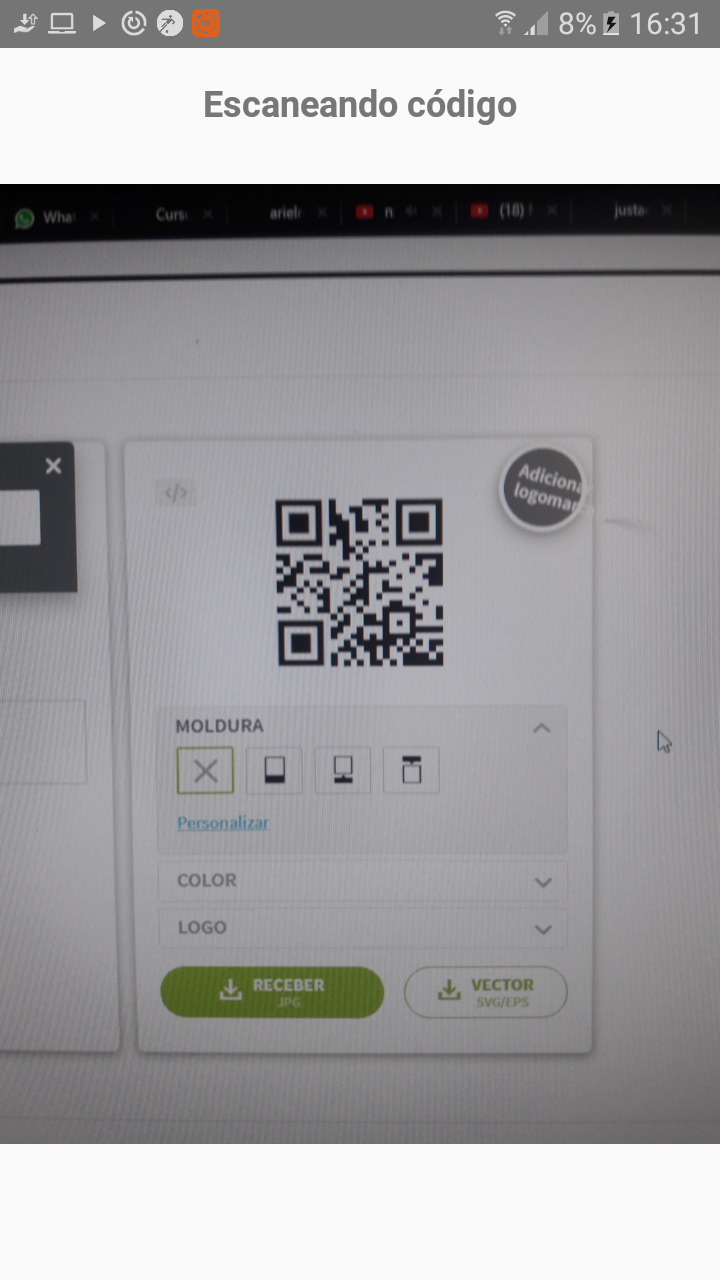 8% 16:31
Escaneando código
What
Curs
ariel
n
(18)
justa
Adiciona
logomar
</>
MOLDURA
Personalizar
COLOR
LOGO
RECEBER
JPG
VECTOR
SVG/EPS